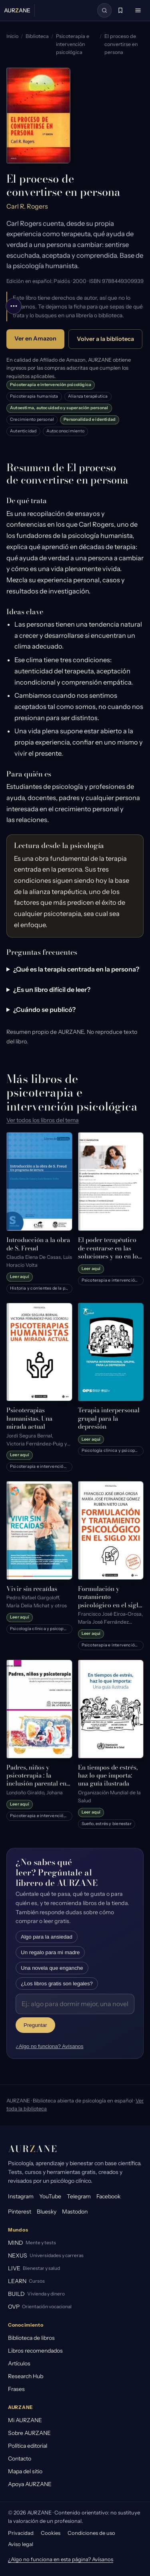 AURZANE
Inicio / Biblioteca / Psicoterapia e intervención psicológica / El proceso de convertirse en persona
EL PROCESO DE CONVERTIRSE EN PERSONA
Carl R. Rogers
El proceso de
convertirse en persona
Carl R. Rogers
Carl Rogers cuenta, desde su propia
experiencia como terapeuta, qué ayuda
de verdad a una persona a cambiar: sentirse
escuchada y aceptada, sin condiciones, por
alguien auténtico y comprensivo. Base de
la psicología humanista.
Edición en español: Paidós · 2000 · ISBN 9788449309939
Este libro tiene derechos de autor, así que no lo
alojamos. Te dejamos la ficha para que sepas de qué
trata y lo busques en una librería o biblioteca.
Ver en Amazon
Volver a la biblioteca
En calidad de Afiliado de Amazon, AURZANE obtiene
ingresos por las compras adscritas que cumplen los
requisitos aplicables.
Psicoterapia e intervención psicológica
Psicoterapia humanista
Alianza terapéutica
Autoestima, autocuidado y superación personal
Crecimiento personal
Personalidad e identidad
Autenticidad
Autoconocimiento
Resumen de El proceso
de convertirse en persona
De qué trata
Es una recopilación de ensayos y
conferencias en los que Carl Rogers, uno de
los fundadores de la psicología humanista,
explica qué aprendió en décadas de terapia:
qué ayuda de verdad a una persona a cambiar
y cómo es una vida plenamente vivida.
Mezcla su experiencia personal, casos y
resultados de investigación.
Ideas clave
• Las personas tienen una tendencia natural
a crecer y desarrollarse si encuentran un
clima adecuado.
• Ese clima tiene tres condiciones:
autenticidad del terapeuta, aceptación
incondicional y comprensión empática.
• Cambiamos cuando nos sentimos
aceptados tal como somos, no cuando nos
presionan para ser distintos.
• Una vida plena supone estar abierto a la
propia experiencia, confiar en uno mismo y
vivir el presente.
Para quién es
Estudiantes de psicología y profesiones de
ayuda, docentes, padres y cualquier persona
interesada en el crecimiento personal y
las relaciones.
Lectura desde la psicología
Es una obra fundamental de la terapia
centrada en la persona. Sus tres
condiciones siguen siendo hoy la base
de la alianza terapéutica, uno de los
factores que más predicen el éxito de
cualquier tratamiento, sea cual sea
el enfoque.
Preguntas frecuentes
¿Qué es la terapia centrada en la persona?
¿Es un libro difícil de leer?
¿Cuándo se publicó?
Resumen propio de AURZANE. No reproduce texto
del libro.
Más libros de
psicoterapia e
intervención psicológica
Ver todos los libros del tema
Introducción a la obra
de S. Freud
Claudia Elena De Casas, Luis
Horacio Volta
Leer aquí
Historia y corrientes de la p...
El poder terapéutico
de centrarse en las
soluciones y no en lo...
Leer aquí
Psicoterapia e intervenció...
PSICOTERAPIAS
HUMANISTAS
UNA MIRADA ACTUAL
Psicoterapias
humanistas. Una
mirada actual
Jordi Segura Bernal,
Victoria Fernández-Puig y...
Leer aquí
Psicoterapia e intervenció...
Terapia interpersonal
grupal para la
depresión
Leer aquí
Psicología clínica y psicop...
VIVIR SIN
RECAÍDAS
Vivir sin recaídas
Pedro Rafael Gargoloff,
María Delia Michat y otros
Leer aquí
Psicología clínica y psicop...
FORMULACIÓN
Y TRATAMIENTO
PSICOLÓGICO
EN EL SIGLO XXI
Formulación y
tratamiento
psicológico en el sigl...
Francisco José Eiroa-Orosa,
María José Fernández...
Leer aquí
Psicoterapia e intervenció...
Padres, niños y psicoterapia
Padres, niños y
psicoterapia : la
inclusión parental en...
Londoño Giraldo, Johana
Leer aquí
Psicoterapia e intervenció...
En tiempos de estrés,
haz lo que importa:
Una guía ilustrada
En tiempos de estrés,
haz lo que importa:
una guía ilustrada
Organización Mundial de la
Salud
Leer aquí
Sueño, estrés y bienestar
¿No sabes qué
leer? Pregúntale al
librero de AURZANE
Cuéntale qué te pasa, qué te gusta o para
quién es, y te recomienda libros de la tienda.
También responde dudas sobre cómo
comprar o leer gratis.
Algo para la ansiedad
Un regalo para mi madre
Una novela que enganche
¿Los libros gratis son legales?
Ej.: algo para dormir mejor, una novel
Preguntar
¿Algo no funciona? Avísanos
AURZANE · Biblioteca abierta de psicología en español · Ver
toda la biblioteca
AURZANE
Psicología, aprendizaje y bienestar con base científica.
Tests, cursos y herramientas gratis, creados y
revisados por un psicólogo clínico.
Instagram YouTube Telegram Facebook
Pinterest Bluesky Mastodon
Mundos
MIND Mente y tests
NEXUS Universidades y carreras
LIVE Bienestar y salud
LEARN Cursos
BUILD Vivienda y dinero
OPV Orientación vocacional
Conocimiento
Biblioteca de libros
Libros recomendados
Artículos
Research Hub
Frases
AURZANE
Mi AURZANE
Sobre AURZANE
Política editorial
Contacto
Mapa del sitio
Apoya AURZANE
© 2026 AURZANE · Contenido orientativo: no sustituye
la valoración de un profesional.
Privacidad Cookies Condiciones de uso
Aviso legal
¿Algo no funciona en esta página? Avísanos